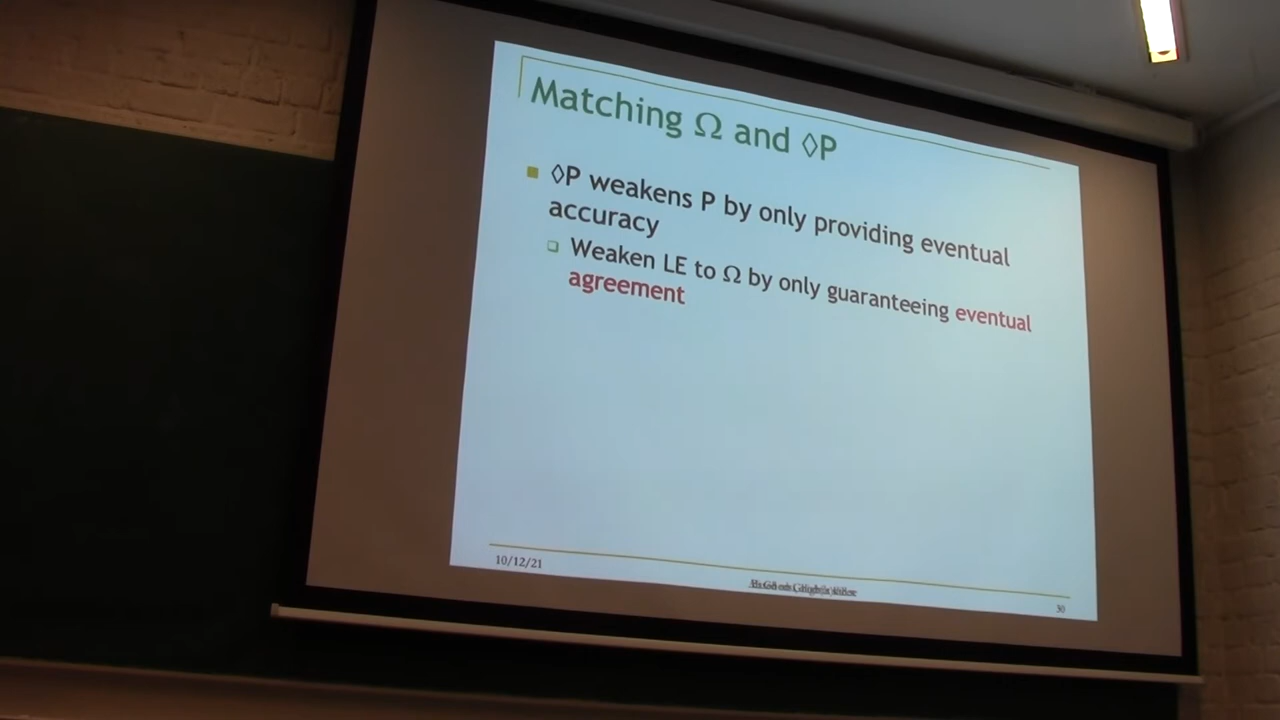 Matching Ω and ◊P
◊P weakens P by only providing eventual
accuracy
Weaken LE to Ω by only guaranteeing eventual
agreement
10/12/21
30